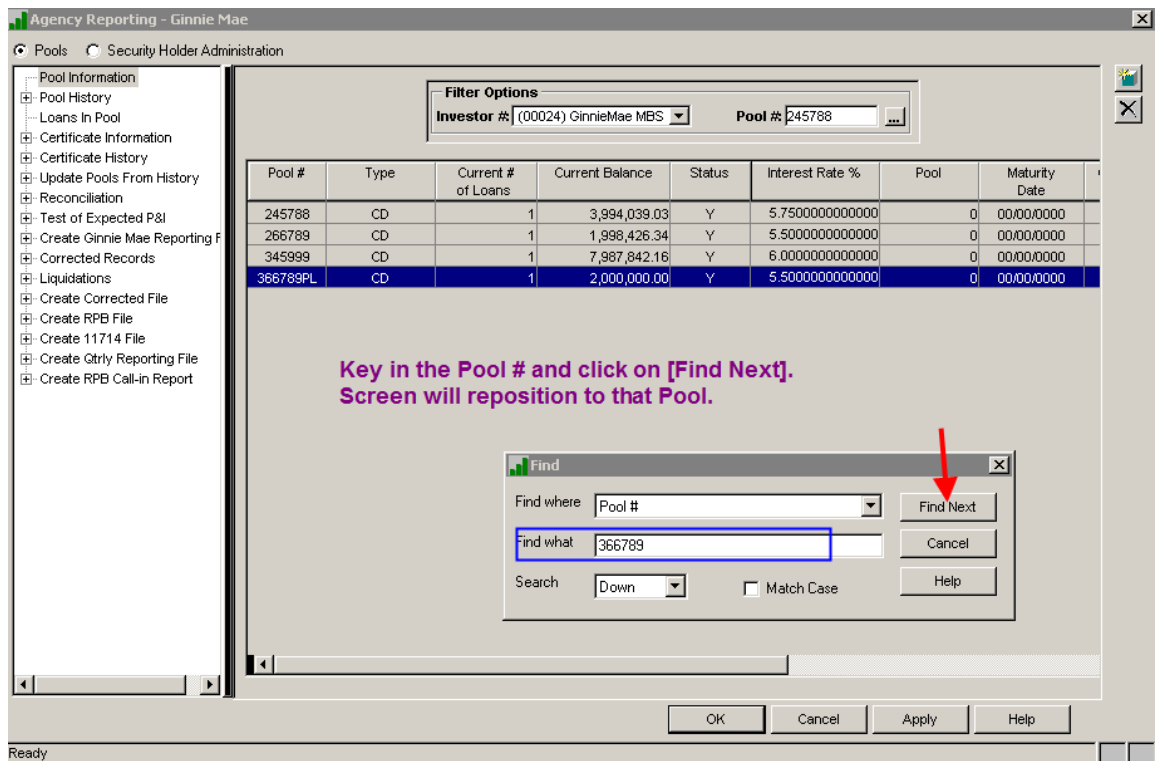 Agency Reporting - Ginnie Mae
Pools Security Holder Administration
Pool Information
Pool History
Loans In Pool
Certificate Information
Certificate History
Update Pools From History
Reconciliation
Test of Expected P&I
Create Ginnie Mae Reporting F
Corrected Records
Liquidations
Create Corrected File
Create RPB File
Create 11714 File
Create Qtrly Reporting File
Create RPB Call-in Report
Filter Options
Investor #: (00024) GinnieMae MBS Pool #: 245788 ...
Pool # Type Current # of Loans Current Balance Status Interest Rate % Pool Maturity Date
245788 CD 1 3,994,039.03 Y 5.7500000000000 0 00/00/0000
266789 CD 1 1,998,426.34 Y 5.5000000000000 0 00/00/0000
345999 CD 1 7,987,842.16 Y 6.0000000000000 0 00/00/0000
366789PL CD 1 2,000,000.00 Y 5.5000000000000 0 00/00/0000
Key in the Pool # and click on [Find Next].
Screen will reposition to that Pool.
Find
Find where Pool # Find Next
Find what 366789 Cancel
Search Down Match Case Help
OK Cancel Apply Help
Ready